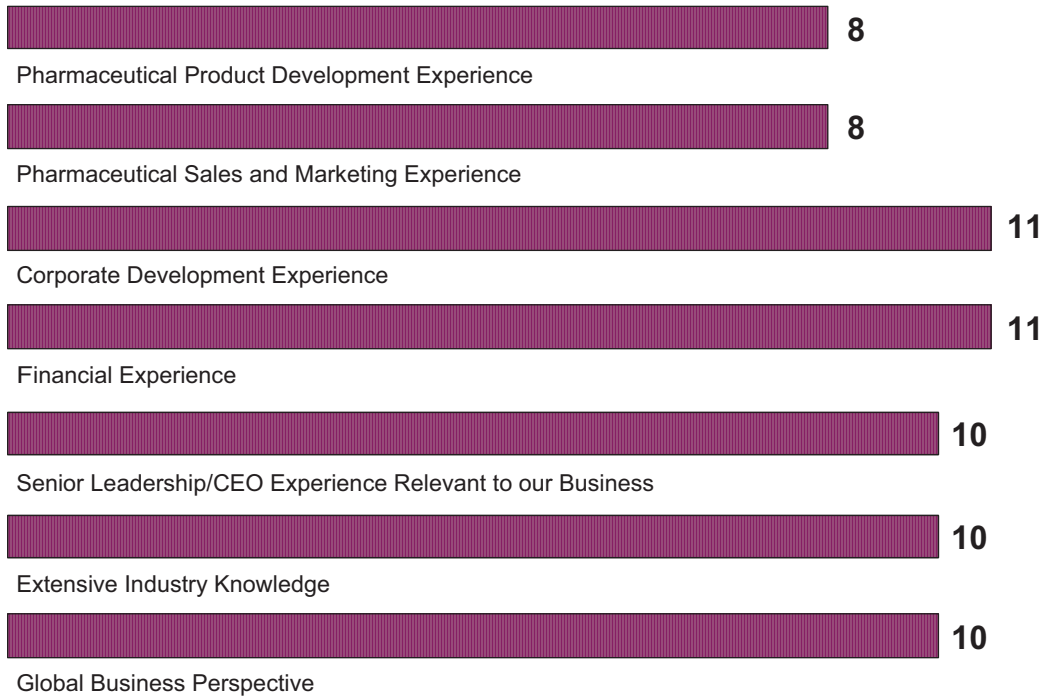 8
Pharmaceutical Product Development Experience
8
Pharmaceutical Sales and Marketing Experience
11
Corporate Development Experience
11
Financial Experience
10
Senior Leadership/CEO Experience Relevant to our Business
10
Extensive Industry Knowledge
10
Global Business Perspective